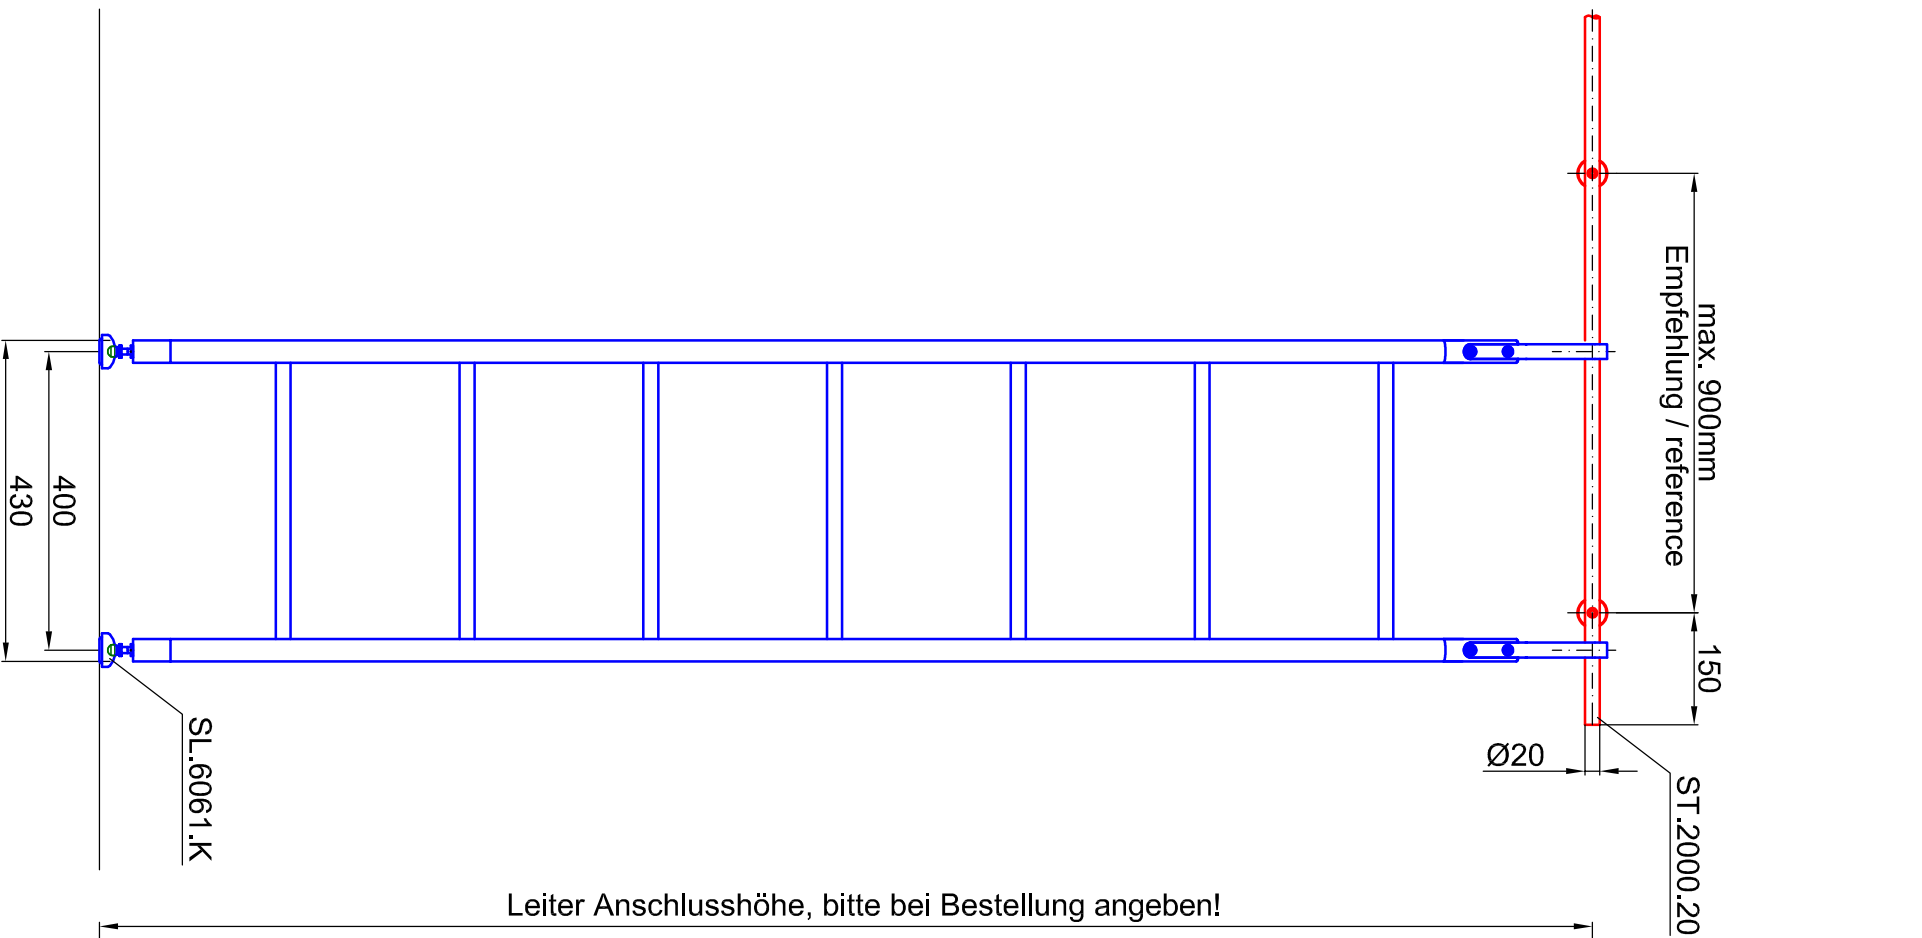 max. 900mm
Empfehlung / reference
150
Ø20
ST.2000.20
400
430
SL.6061.K
Leiter Anschlusshöhe, bitte bei Bestellung angeben!